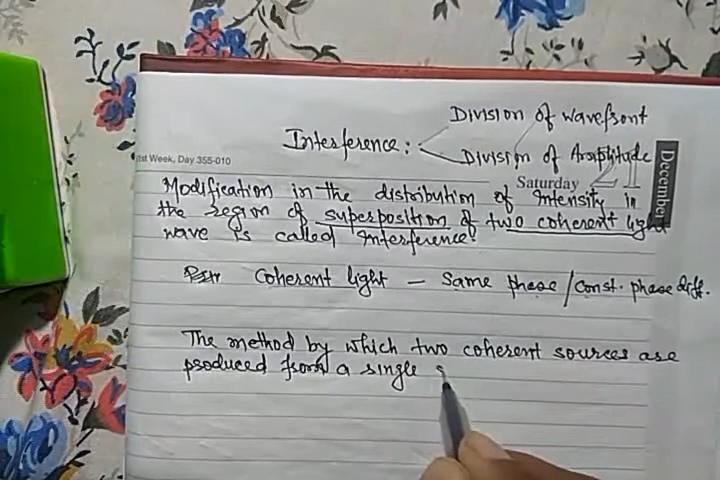 Division of Wavefront
Interference:
Division of Amplitude
1st Week, Day 355-010
Saturday 21
December
Modification in the distribution of Intensity in
the region of superposition of two coherent light
wave is called Interference.
Coherent light – Same phase/const. phase diff.
The method by which two coherent sources are
produced from a single s